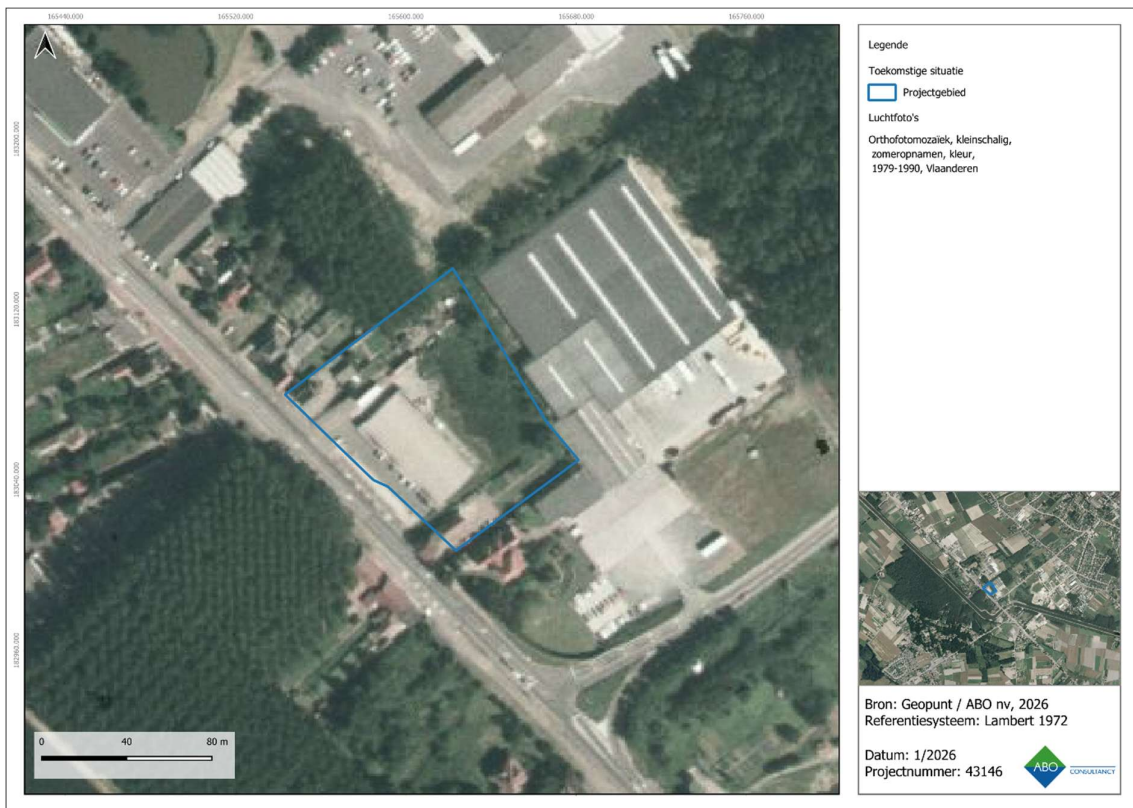 165440.000 165520.000 165600.000 165680.000 165760.000
183200.000
183120.000
183040.000
182960.000
0 40 80 m
Legende
Toekomstige situatie
Projectgebied
Luchtfoto's
Orthofotomozaïek, kleinschalig,
zomeropnamen, kleur,
1979-1990, Vlaanderen
Bron: Geopunt / ABO nv, 2026
Referentiesysteem: Lambert 1972
Datum: 1/2026
Projectnummer: 43146
ABO CONSULTANCY